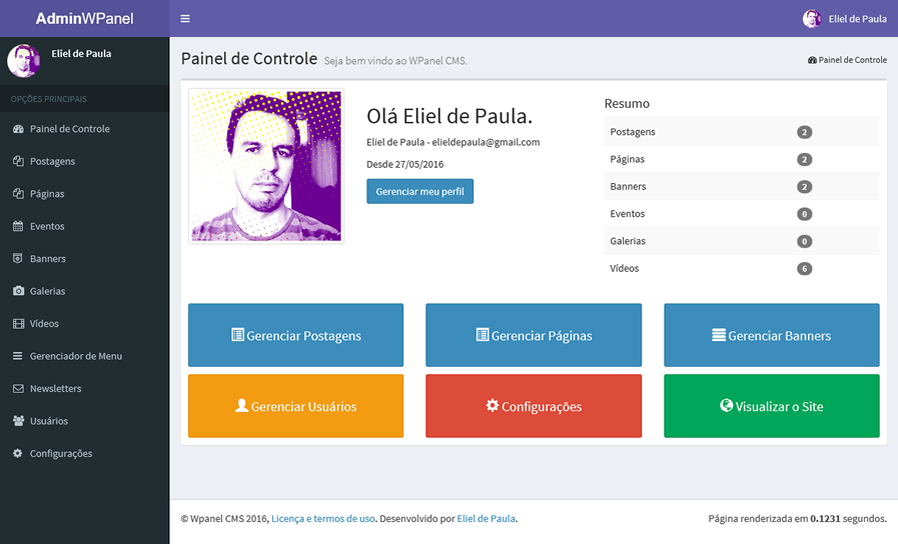 AdminWPanel
Eliel de Paula
Eliel de Paula
OPÇÕES PRINCIPAIS
Painel de Controle
Postagens
Páginas
Eventos
Banners
Galerias
Vídeos
Gerenciador de Menu
Newsletters
Usuários
Configurações
Painel de Controle Seja bem vindo ao WPanel CMS.
Painel de Controle
Olá Eliel de Paula.
Eliel de Paula - elieldepaula@gmail.com
Desde 27/05/2016
Gerenciar meu perfil
Resumo
Postagens 2
Páginas 2
Banners 2
Eventos 0
Galerias 0
Vídeos 6
Gerenciar Postagens
Gerenciar Páginas
Gerenciar Banners
Gerenciar Usuários
Configurações
Visualizar o Site
© Wpanel CMS 2016, Licença e termos de uso. Desenvolvido por Eliel de Paula.
Página renderizada em 0.1231 segundos.